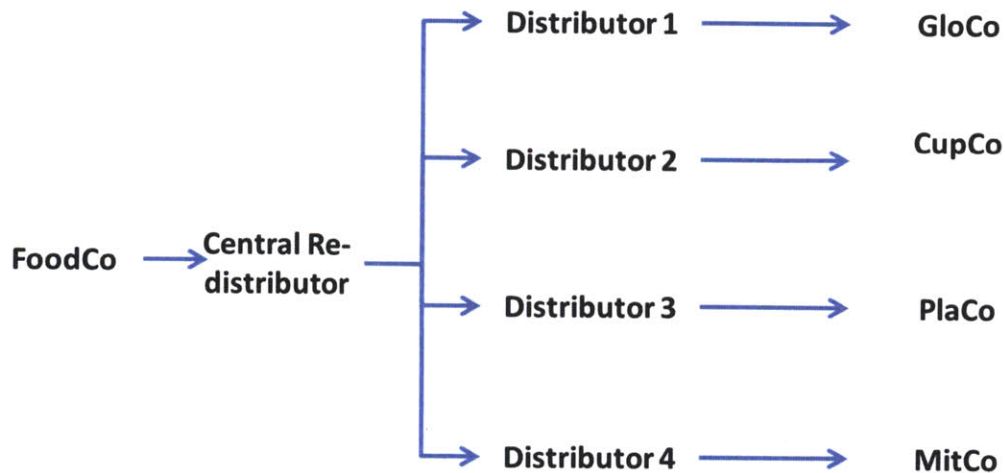 Distributor 1 GloCo
Distributor 2 CupCo
FoodCo Central Re-
distributor
Distributor 3 PlaCo
Distributor 4 MitCo